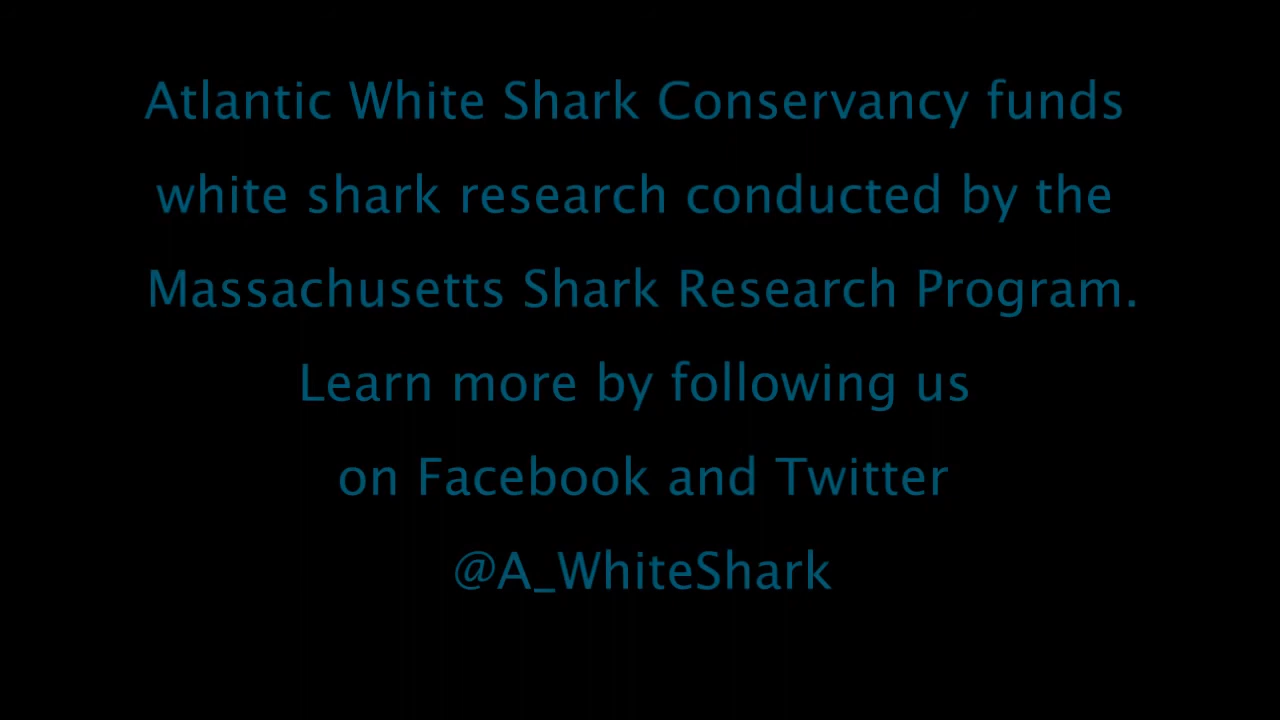 Atlantic White Shark Conservancy funds
white shark research conducted by the
Massachusetts Shark Research Program.
Learn more by following us
on Facebook and Twitter
@A_WhiteShark